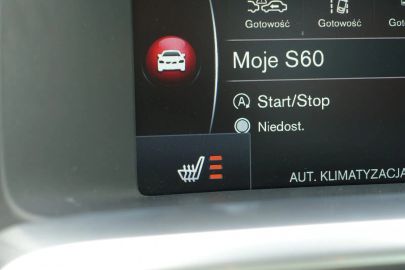 Gotowość Gotowość
Moje S60
Start/Stop
Niedost.
AUT. KLIMATYZACJA